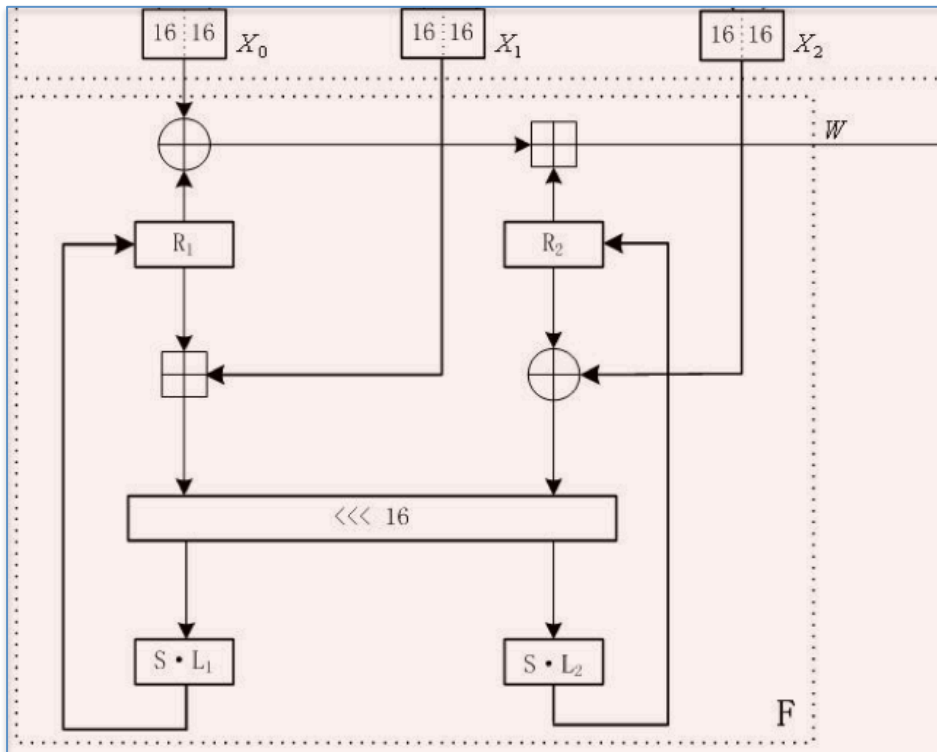 16 16 X₀
16 16 X₁
16 16 X₂
W
R₁
R₂
<<< 16
S・L₁
S・L₂
F